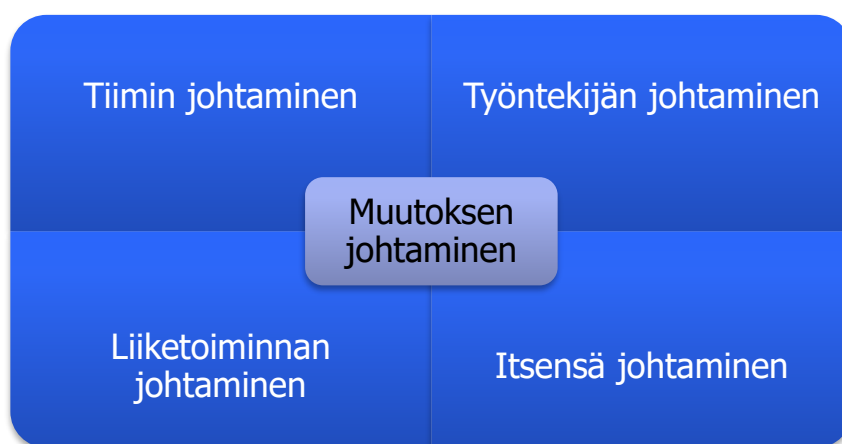 Tiimin johtaminen
Työntekijän johtaminen
Muutoksen
johtaminen
Liiketoiminnan
johtaminen
Itsensä johtaminen